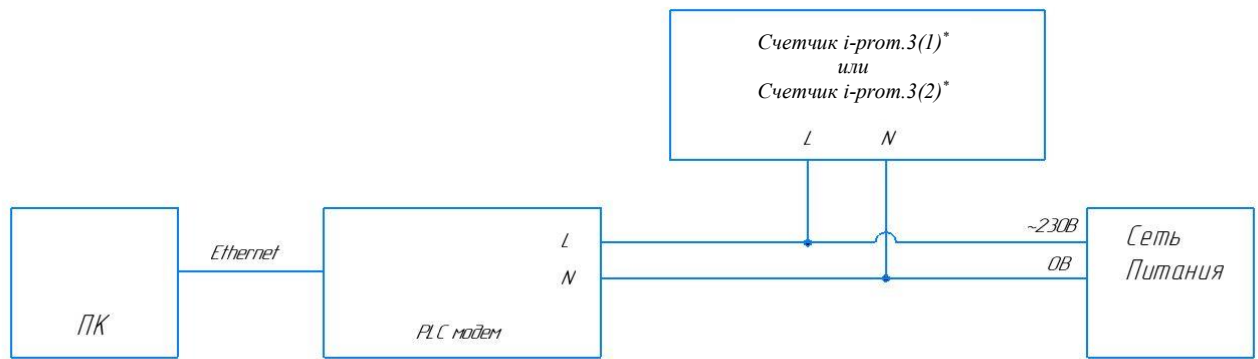 Счетчик i-prom.3(1)*
или
Счетчик i-prom.3(2)*
L N
~230В
L
Сеть
Ethernet
0В
Питания
N
ПК
PLC модем